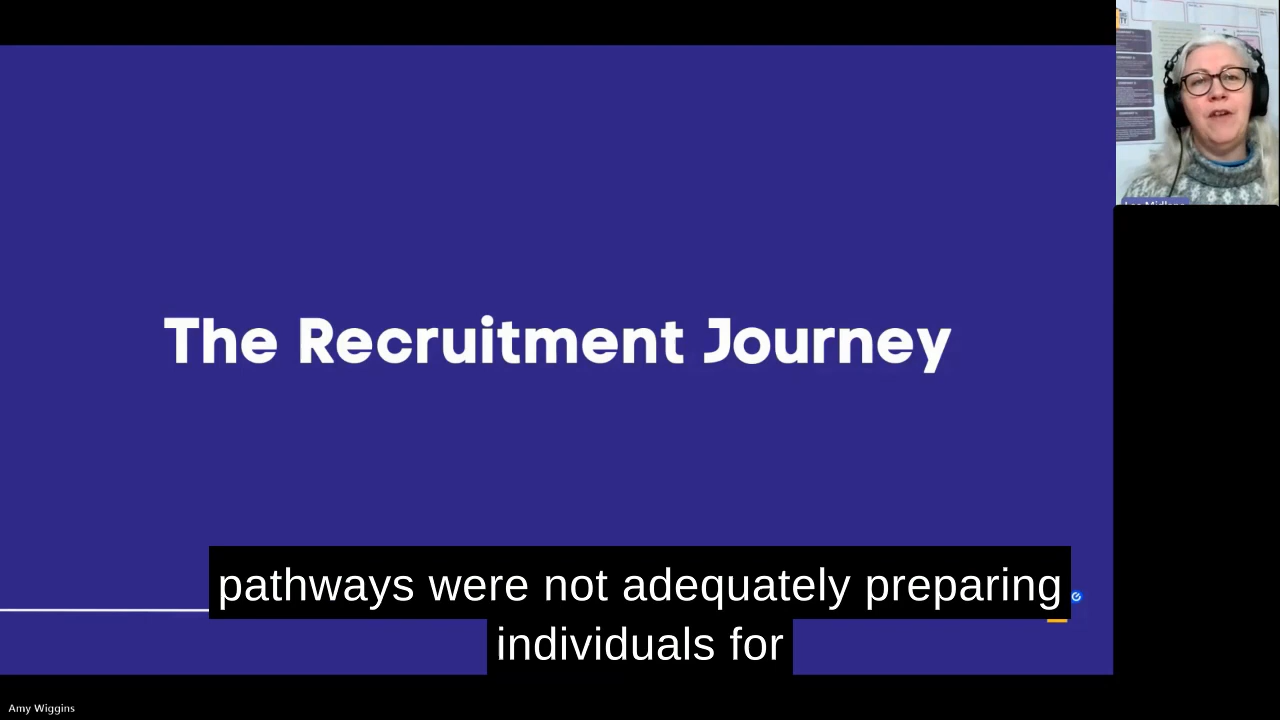 The Recruitment Journey
pathways were not adequately preparing
individuals for
Amy Wiggins